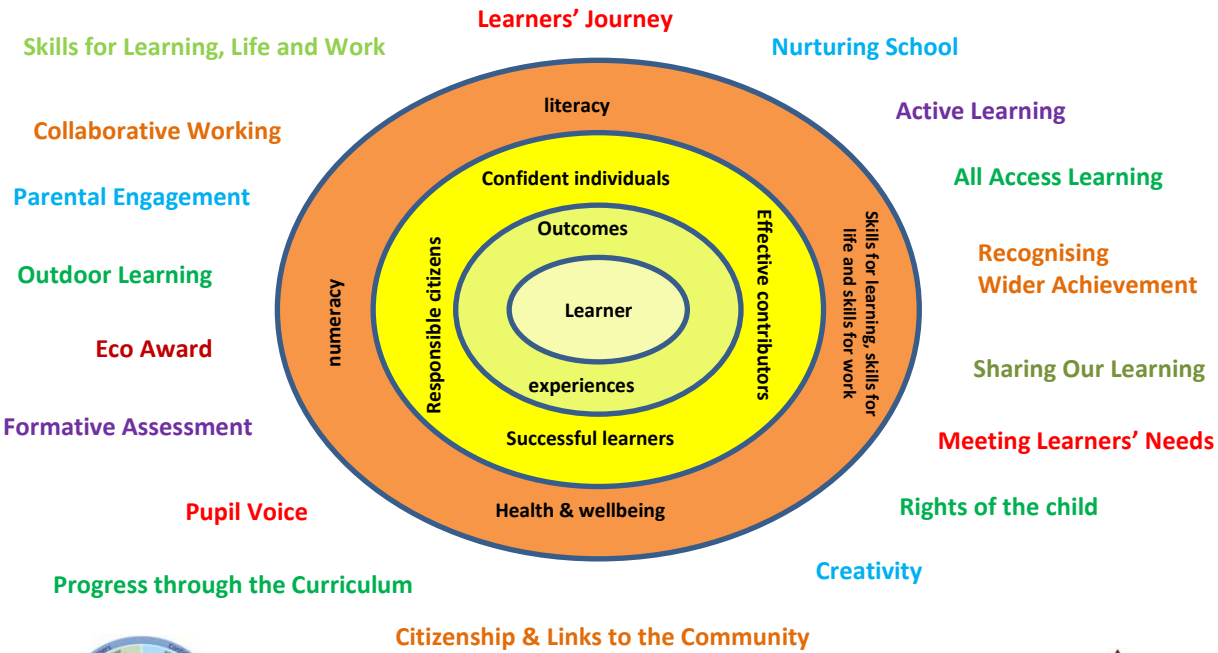 Learners’ Journey
Skills for Learning, Life and Work
Nurturing School
literacy
Active Learning
Collaborative Working
Confident individuals
All Access Learning
Parental Engagement
Outcomes
Effective contributors
Skills for learning, skills for
life and skills for work
Recognising
Wider Achievement
Outdoor Learning
Responsible citizens
numeracy
Learner
Eco Award
Sharing Our Learning
experiences
Formative Assessment
Successful learners
Meeting Learners’ Needs
Pupil Voice
Health & wellbeing
Rights of the child
Creativity
Progress through the Curriculum
Citizenship & Links to the Community